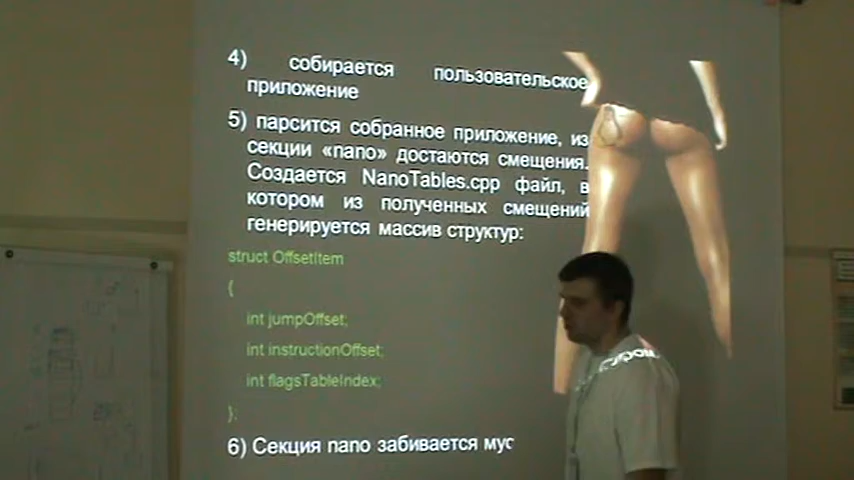 4) собирается пользовательское
приложение
5) парсится собранное приложение, из
секции «nano» достаются смещения.
Создается NanoTables.cpp файл, в
котором из полученных смещений
генерируется массив структур:
struct OffsetItem
{
int jumpOffset;
int instructionOffset;
int flagsTableIndex;
};
6) Секция nano забивается мус